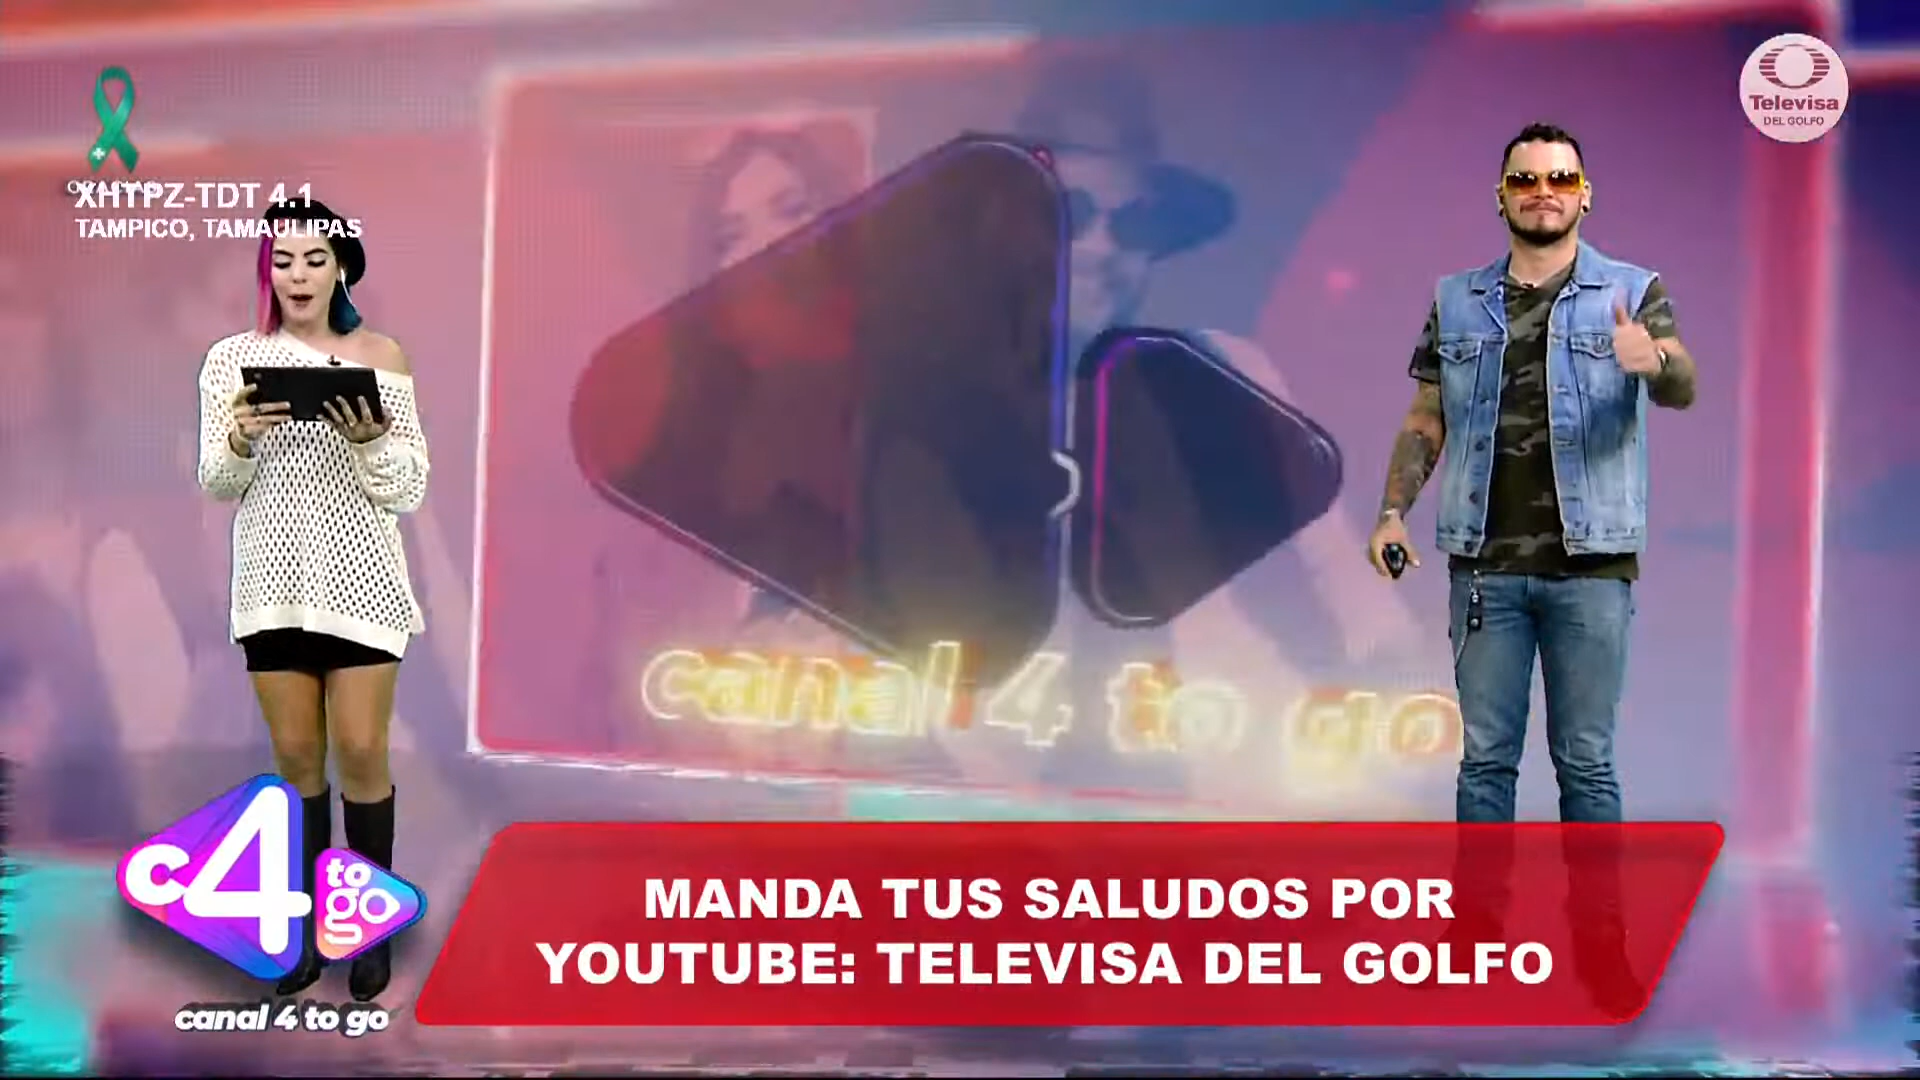 Televisa
DEL GOLFO
XHTPZ-TDT 4.1
TAMPICO, TAMAULIPAS
canal 4 to go
c4
to
go
canal 4 to go
MANDA TUS SALUDOS POR
YOUTUBE: TELEVISA DEL GOLFO